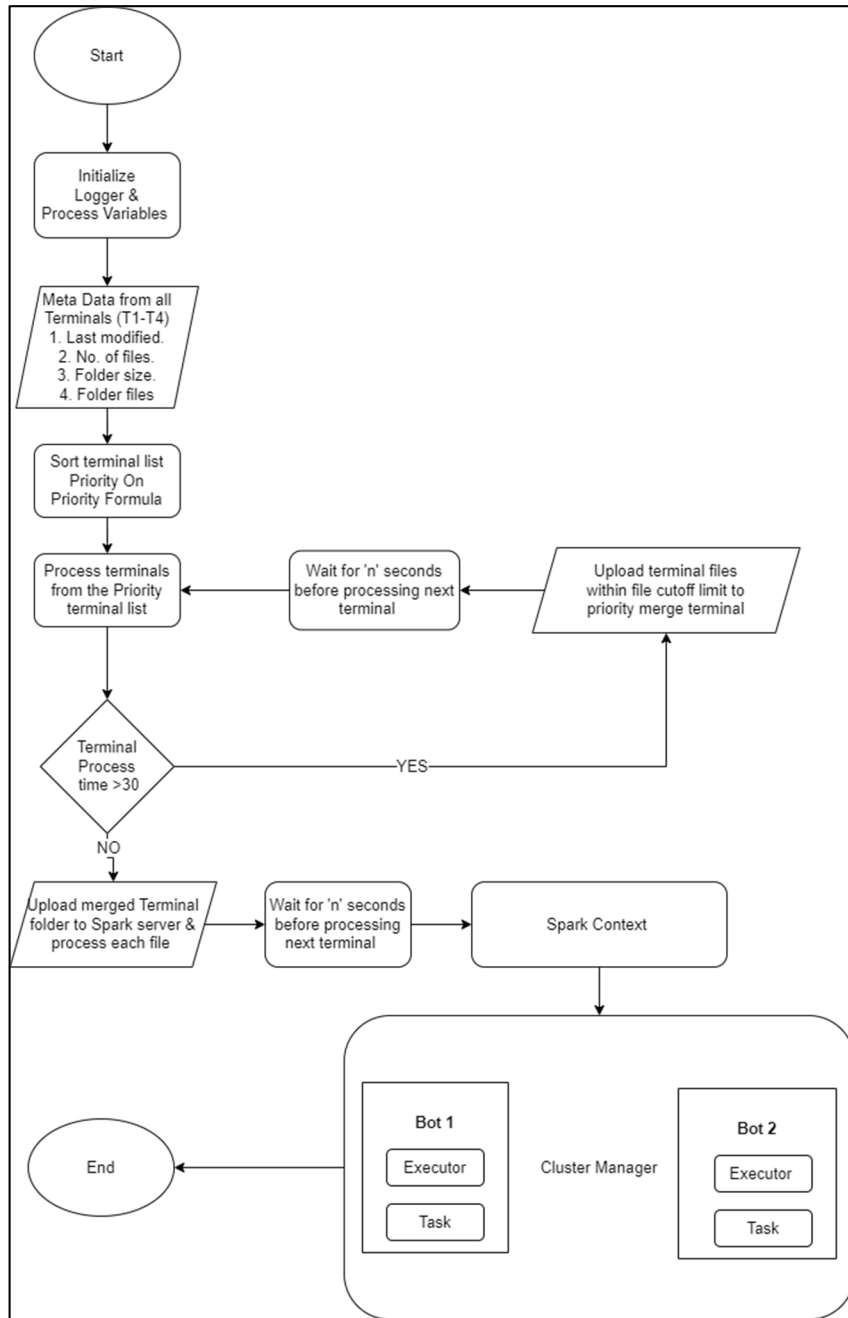 Start
Initialize
Logger &
Process Variables
Meta Data from all
Terminals (T1-T4)
1. Last modified.
2. No. of files.
3. Folder size.
4. Folder files
Sort terminal list
Priority On
Priority Formula
Process terminals
from the Priority
terminal list
Wait for 'n' seconds
before processing next
terminal
Upload terminal files
within file cutoff limit to
priority merge terminal
Terminal
Process
time >30
YES
NO
Upload merged Terminal
folder to Spark server &
process each file
Wait for 'n' seconds
before processing
next terminal
Spark Context
Bot 1
Executor
Task
Cluster Manager
Bot 2
Executor
Task
End